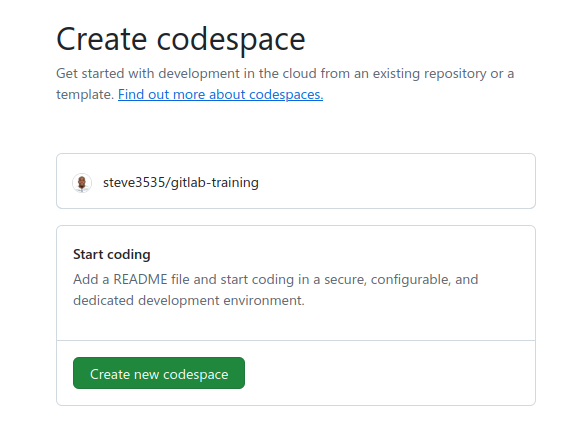 Create codespace
Get started with development in the cloud from an existing repository or a
template. Find out more about codespaces.
steve3535/gitlab-training
Start coding
Add a README file and start coding in a secure, configurable, and
dedicated development environment.
Create new codespace